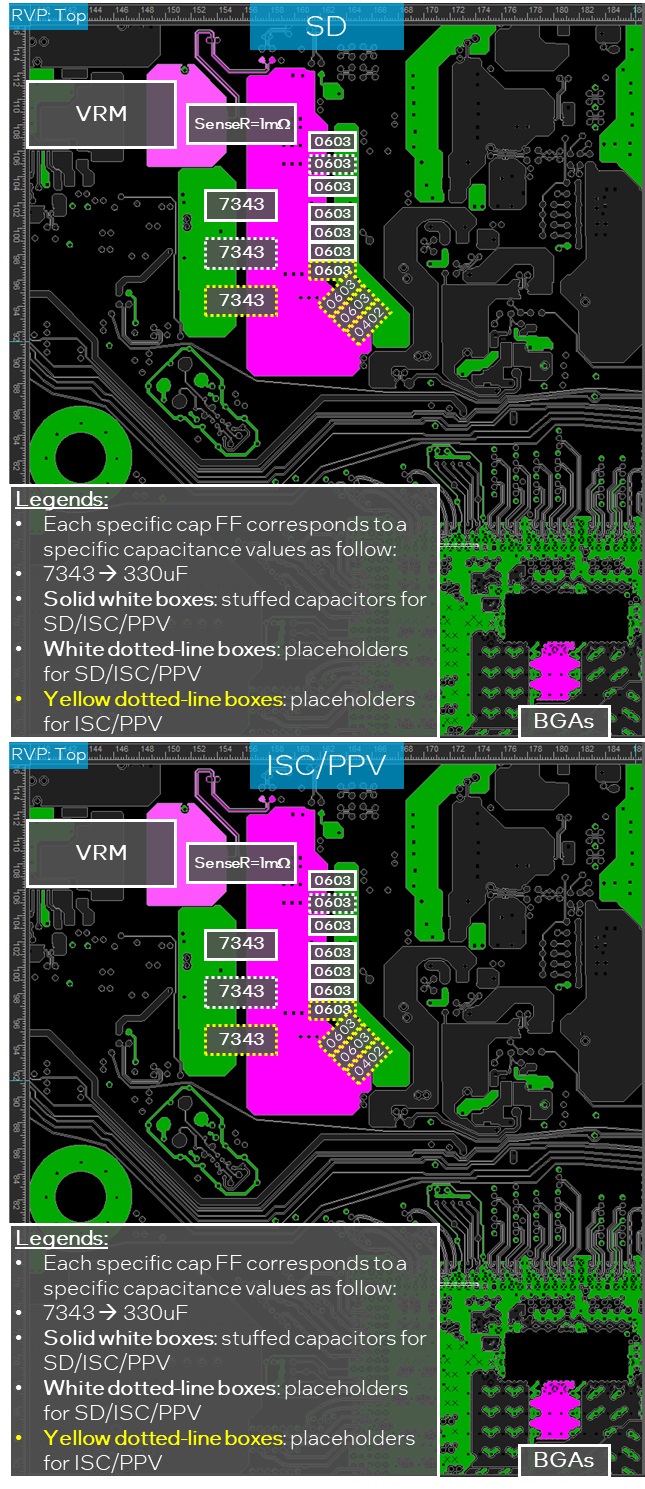 RVP: Top
SD
VRM
SenseR=1mΩ
0603
0603
0603
7343
0603
0603
7343
0603
0603
7343
0603
0603
0402
Legends:
• Each specific cap FF corresponds to a
specific capacitance values as follow:
• 7343 → 330uF
• Solid white boxes: stuffed capacitors for
SD/ISC/PPV
• White dotted-line boxes: placeholders
for SD/ISC/PPV
• Yellow dotted-line boxes: placeholders
for ISC/PPV
BGAs
RVP: Top
ISC/PPV
VRM
SenseR=1mΩ
0603
0603
0603
7343
0603
0603
7343
0603
0603
7343
0603
0603
0402
Legends:
• Each specific cap FF corresponds to a
specific capacitance values as follow:
• 7343 → 330uF
• Solid white boxes: stuffed capacitors for
SD/ISC/PPV
• White dotted-line boxes: placeholders
for SD/ISC/PPV
• Yellow dotted-line boxes: placeholders
for ISC/PPV
BGAs